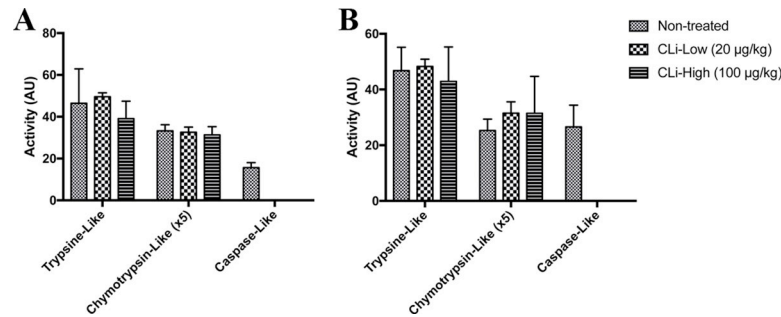 A
Activity (AU)
80
60
40
20
0
Trypsine-Like
Chymotrypsin-Like (x5)
Caspase-Like
B
Activity (AU)
60
40
20
0
Trypsine-Like
Chymotrypsin-Like (x5)
Caspase-Like
Non-treated
CLi-Low (20 µg/kg)
CLi-High (100 µg/kg)